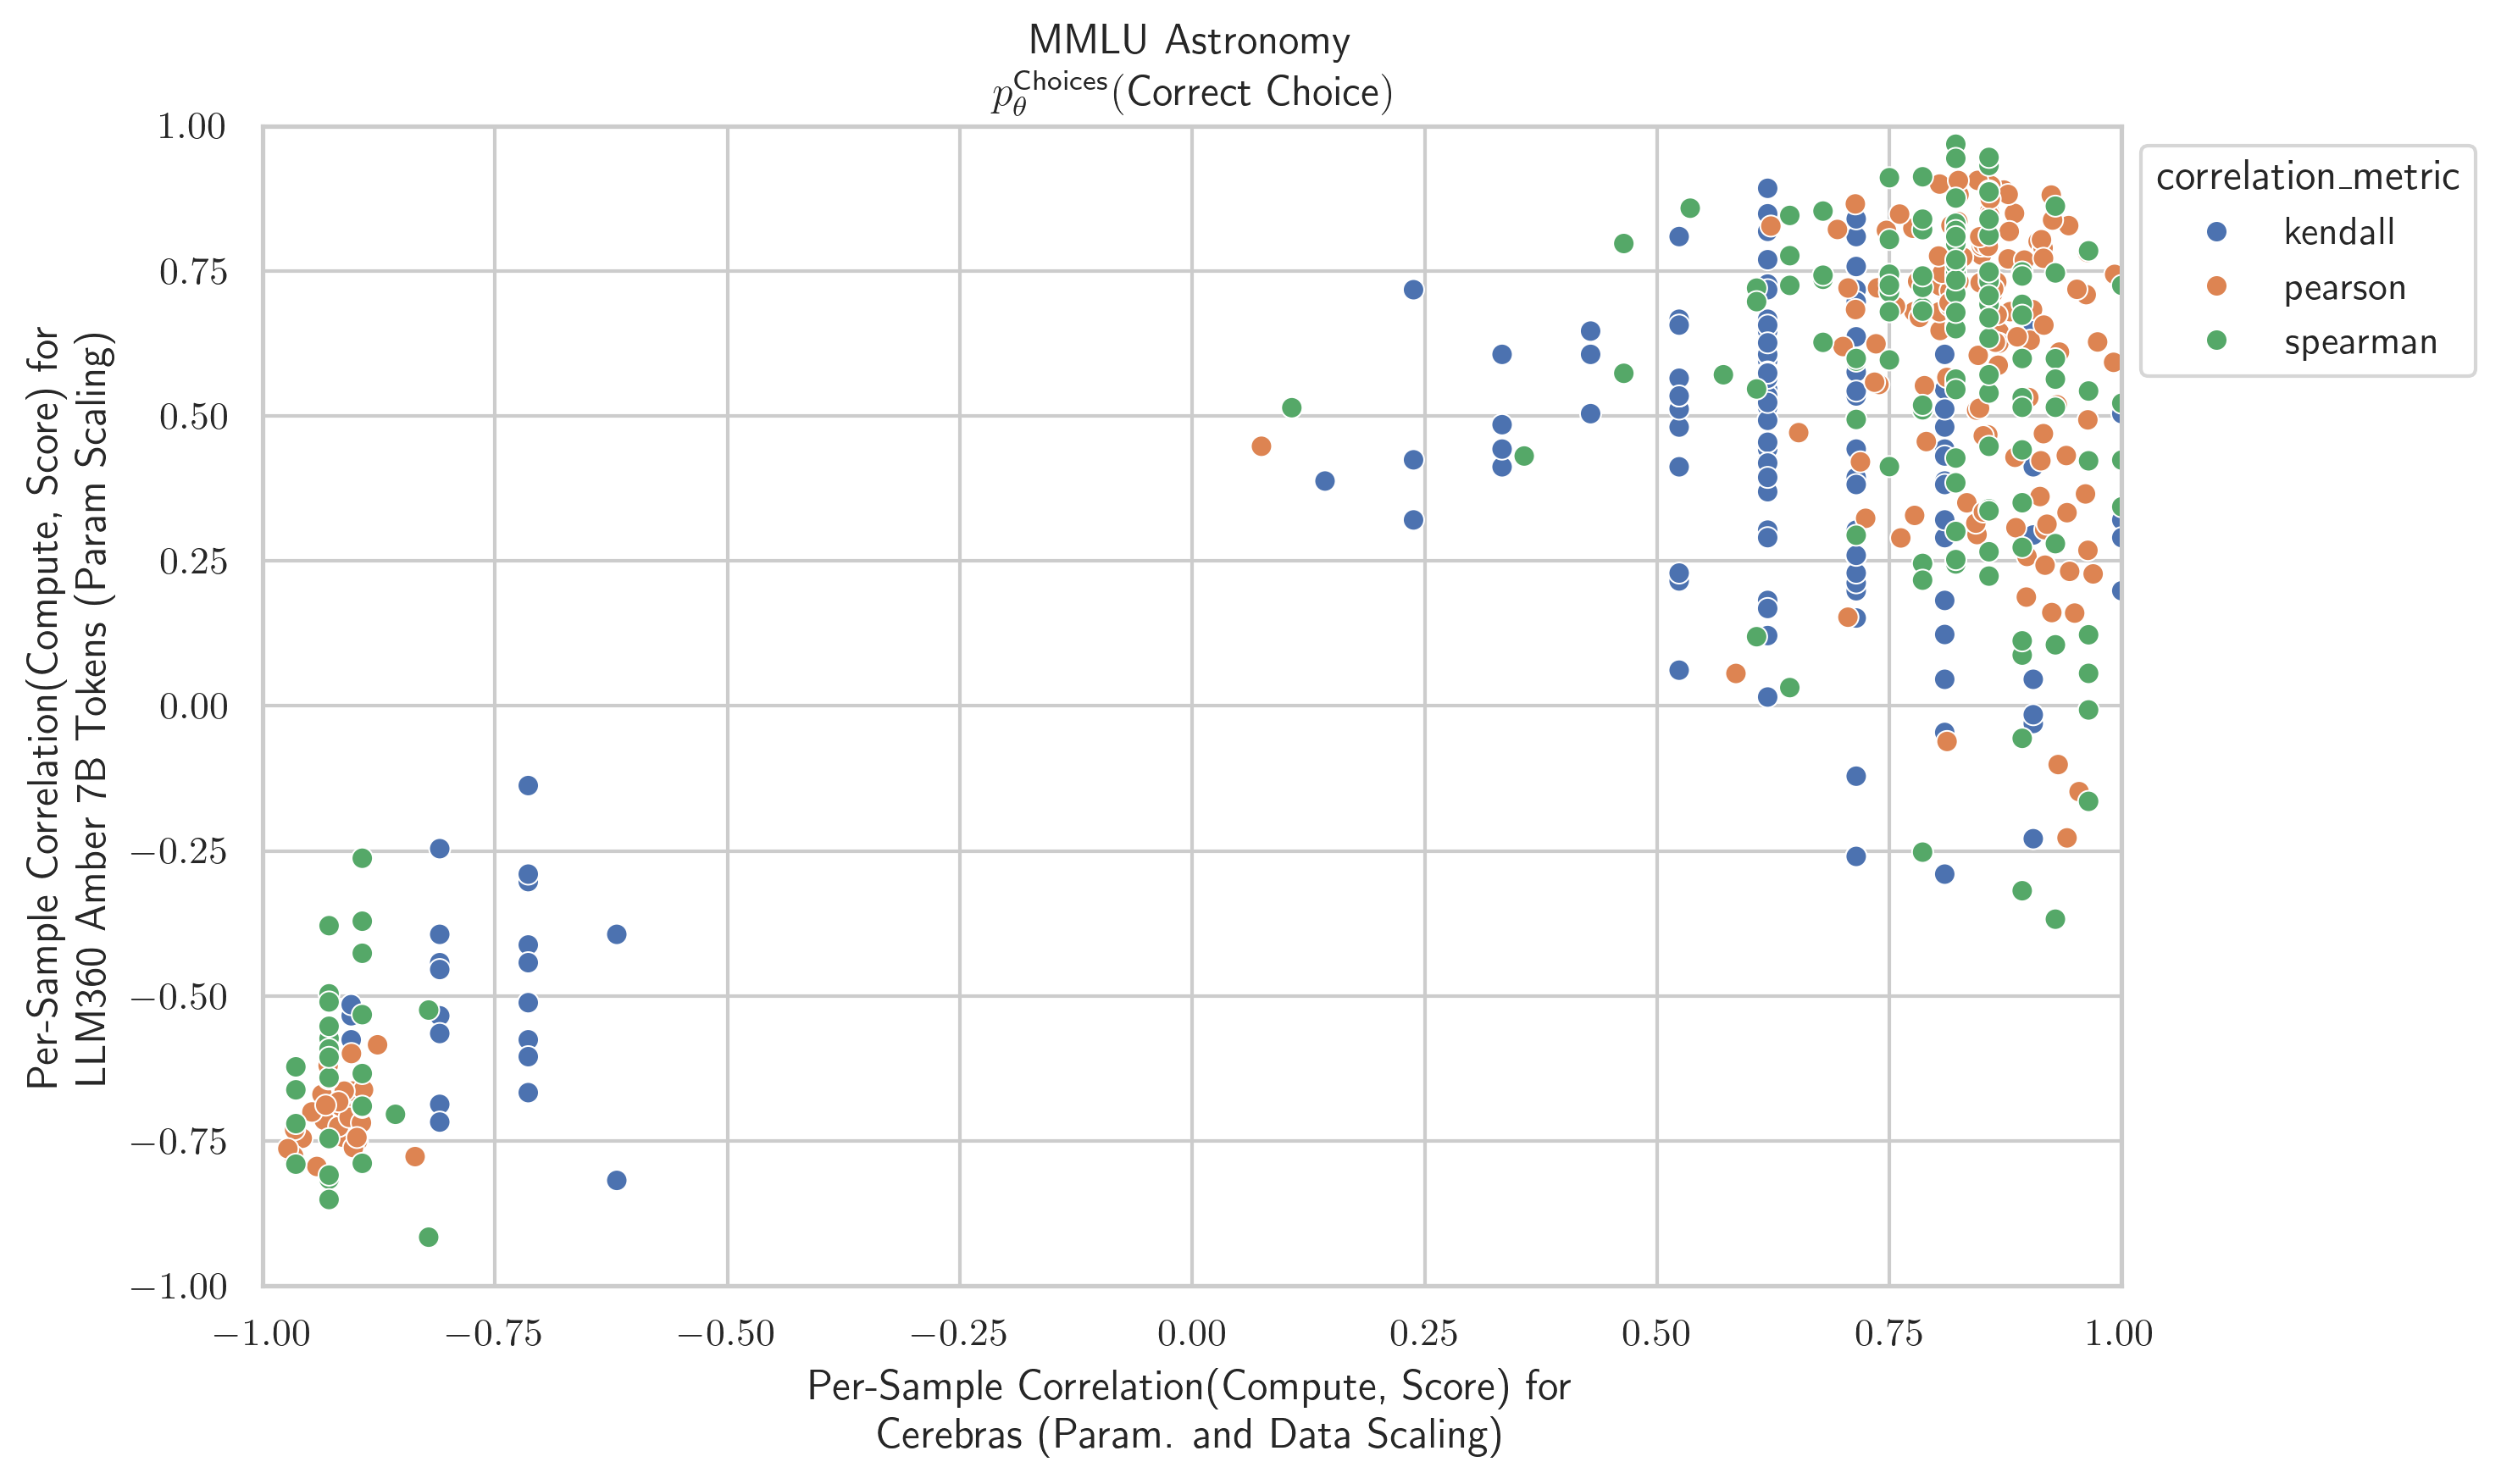 MMLU Astronomy
p_θ^Choices(Correct Choice)
1.00
0.75
0.50
0.25
0.00
−0.25
−0.50
−0.75
−1.00
Per-Sample Correlation(Compute, Score) for
LLM360 Amber 7B Tokens (Param Scaling)
−1.00 −0.75 −0.50 −0.25 0.00 0.25 0.50 0.75 1.00
Per-Sample Correlation(Compute, Score) for
Cerebras (Param. and Data Scaling)
correlation_metric
kendall
pearson
spearman